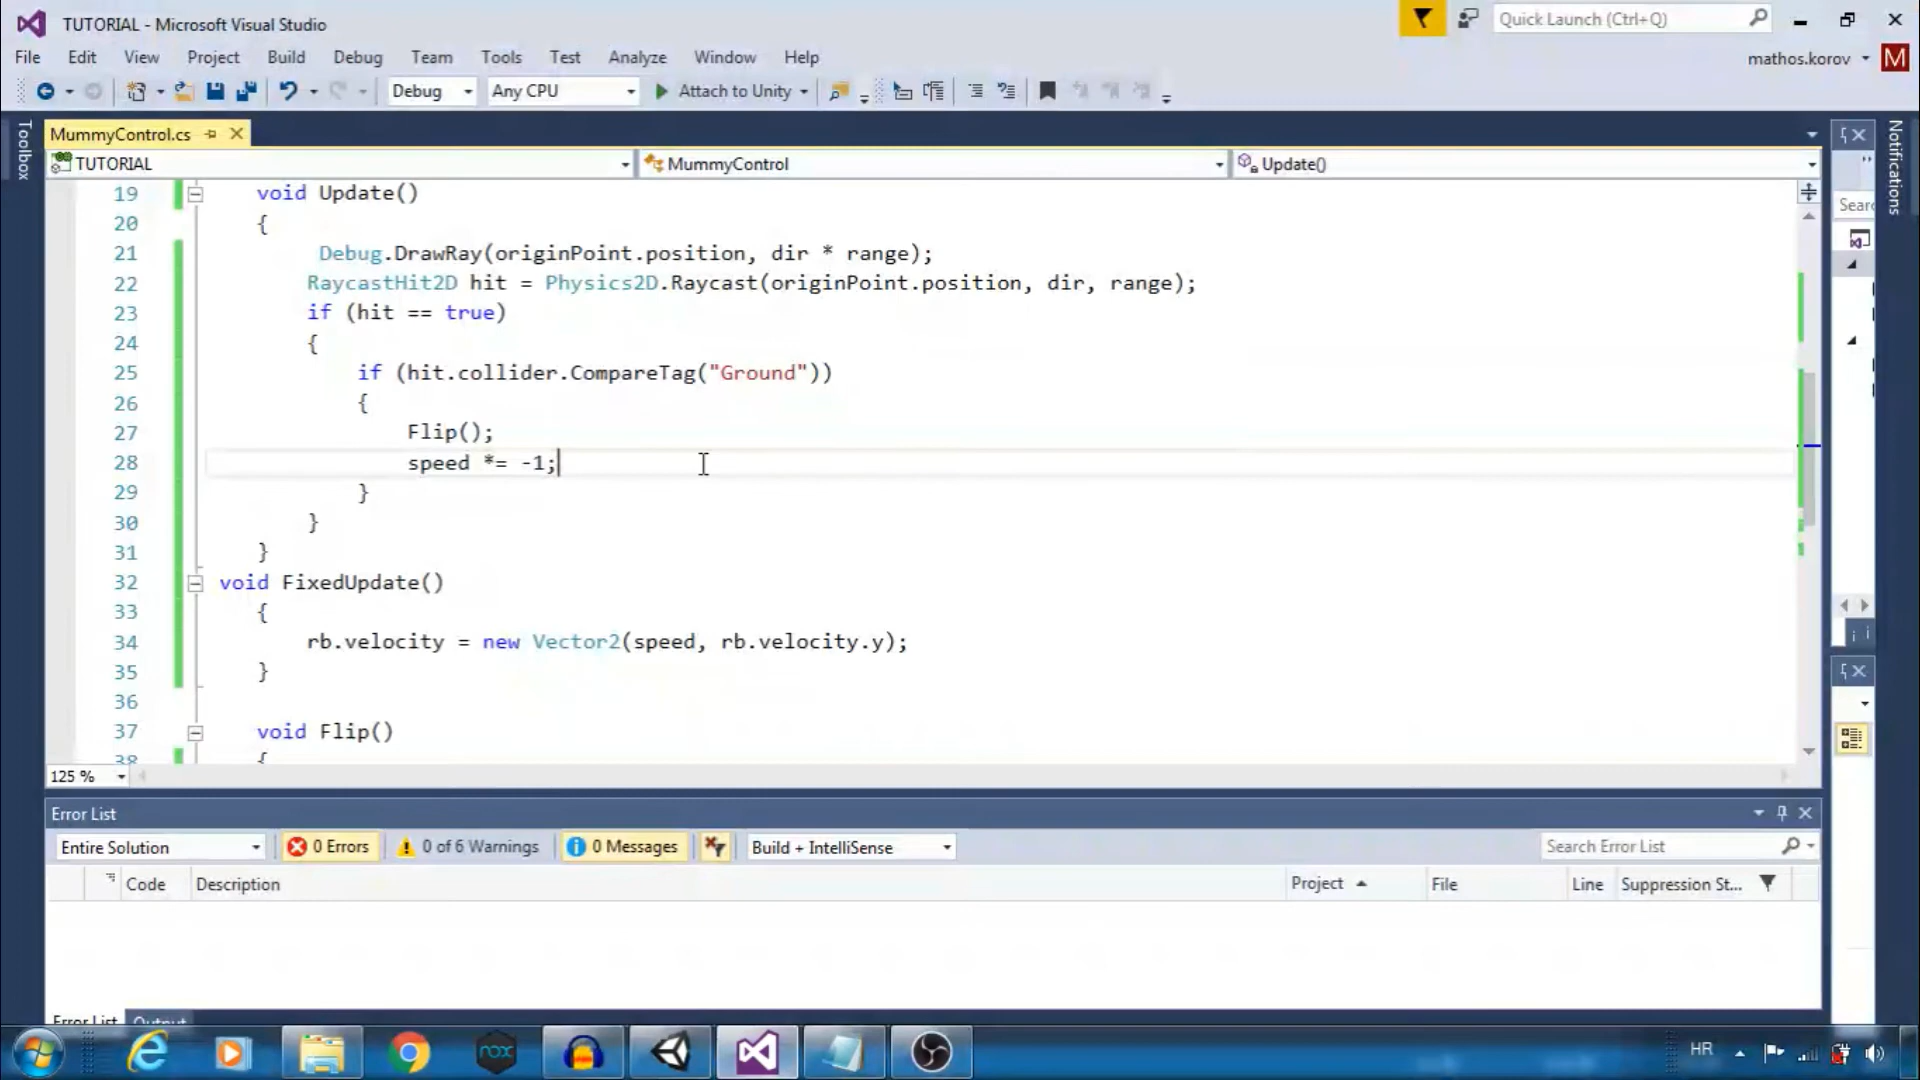 TUTORIAL - Microsoft Visual Studio
Quick Launch (Ctrl+Q)
File Edit View Project Build Debug Team Tools Test Analyze Window Help
mathos.korov M
Debug Any CPU Attach to Unity
Toolbox
MummyControl.cs
Notifications
TUTORIAL MummyControl Update()
19 void Update()
20 {
21 Debug.DrawRay(originPoint.position, dir * range);
22 RaycastHit2D hit = Physics2D.Raycast(originPoint.position, dir, range);
23 if (hit == true)
24 {
25 if (hit.collider.CompareTag("Ground"))
26 {
27 Flip();
28 speed *= -1;
29 }
30 }
31 }
32 void FixedUpdate()
33 {
34 rb.velocity = new Vector2(speed, rb.velocity.y);
35 }
36
37 void Flip()
38 {
Sear
125 %
Error List
Entire Solution 0 Errors 0 of 6 Warnings 0 Messages Build + IntelliSense Search Error List
Code Description Project File Line Suppression St...
Error List Output
nox
HR